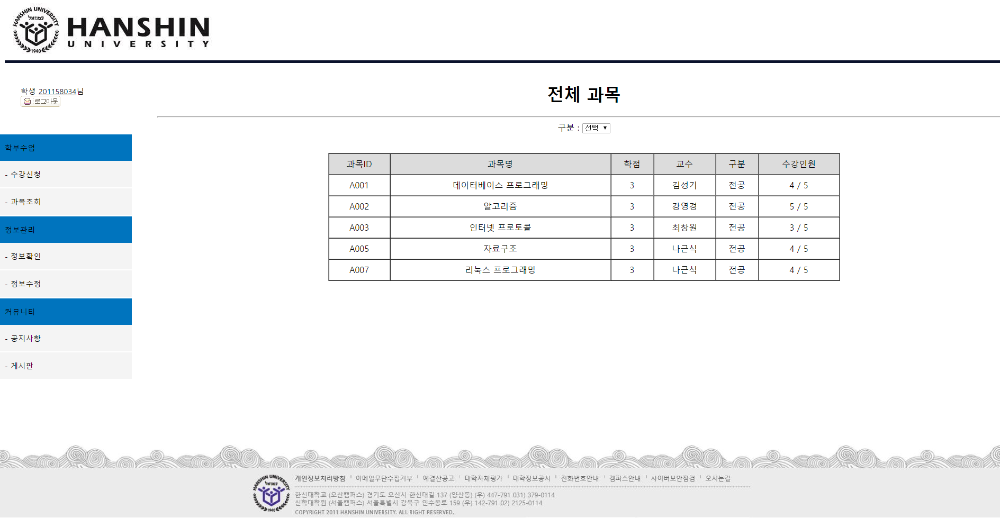 HANSHIN UNIVERSITY
עמנואל
1940
HANSHIN
UNIVERSITY
학생 201158034님
로그아웃
전체 과목
구분 : 선택 ▼
학부수업
- 수강신청
- 과목조회
정보관리
- 정보확인
- 정보수정
커뮤니티
- 공지사항
- 게시판
과목ID 과목명 학점 교수 구분 수강인원
A001 데이터베이스 프로그래밍 3 김성기 전공 4 / 5
A002 알고리즘 3 강영경 전공 5 / 5
A003 인터넷 프로토콜 3 최창원 전공 3 / 5
A005 자료구조 3 나근식 전공 4 / 5
A007 리눅스 프로그래밍 3 나근식 전공 4 / 5
HANSHIN UNIVERSITY
עמנואל
1940
개인정보처리방침 이메일무단수집거부 예결산공고 대학자체평가 대학정보공시 전화번호안내 캠퍼스안내 사이버보안점검 오시는길
한신대학교 (오산캠퍼스) 경기도 오산시 한신대길 137 (양산동) (우) 447-791 031) 379-0114
신학대학원 (서울캠퍼스) 서울특별시 강북구 인수봉로 159 (우) 142-791 02) 2125-0114
COPYRIGHT 2011 HANSHIN UNIVERSITY. ALL RIGHT RESERVED.